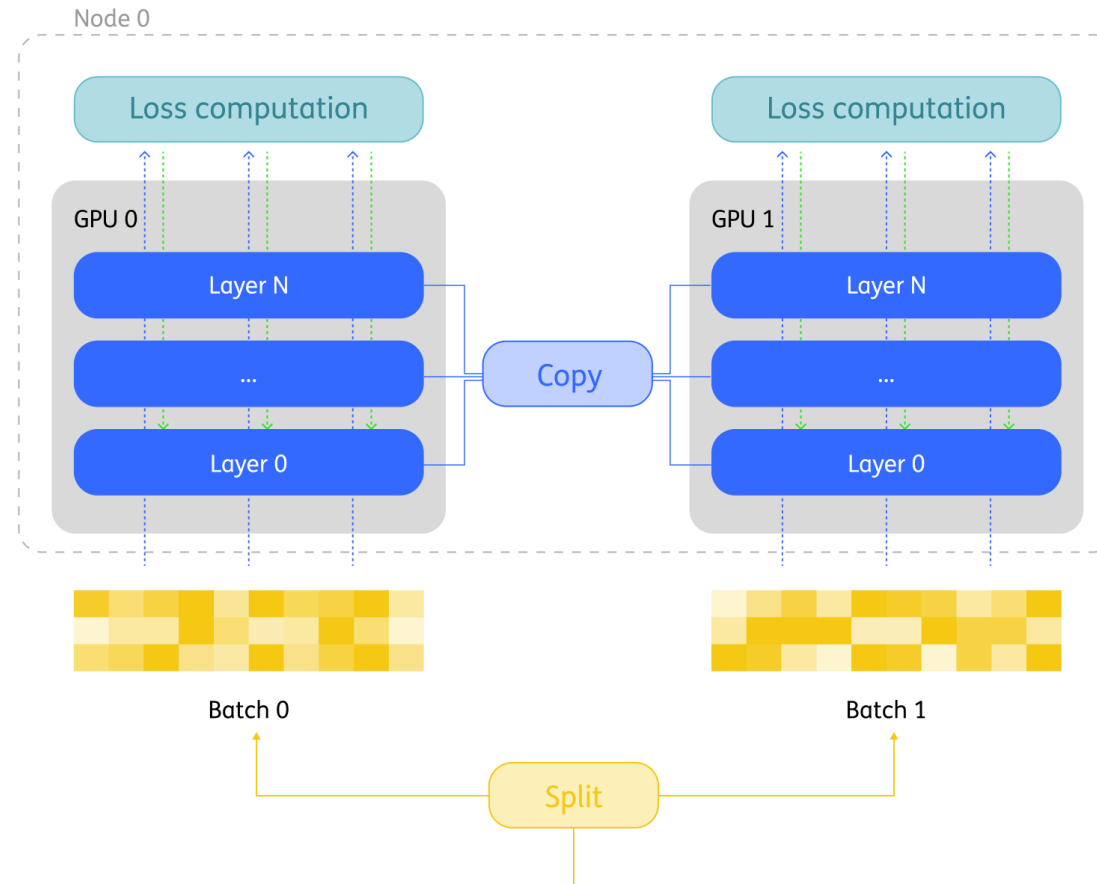 Node 0
Loss computation
Loss computation
GPU 0
GPU 1
Layer N
Layer N
...
Copy
...
Layer 0
Layer 0
Batch 0
Batch 1
Split